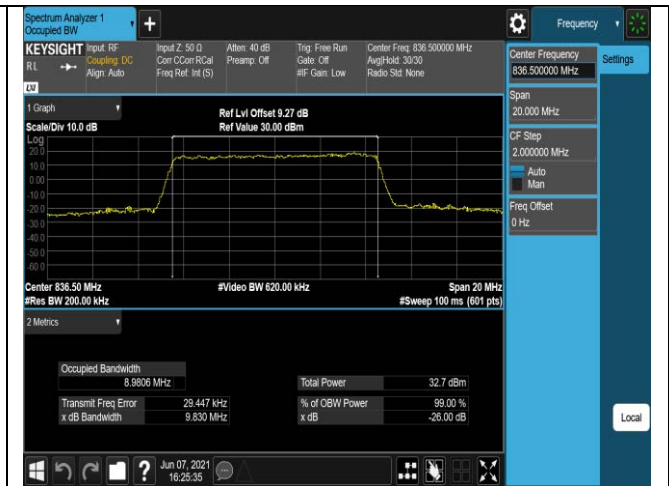 Spectrum Analyzer 1
Occupied BW
+
Frequency
KEYSIGHT
RL
LXI
Input: RF
Coupling: DC
Align: Auto
Input Z: 50 Ω
Corr CCorr RCal
Freq Ref: Int (S)
Atten: 40 dB
Preamp: Off
Trig: Free Run
Gate: Off
#IF Gain: Low
Center Freq: 836.500000 MHz
Avg|Hold: 30/30
Radio Std: None
Center Frequency
836.500000 MHz
Settings
Span
20.000 MHz
CF Step
2.000000 MHz
Auto
Man
Freq Offset
0 Hz
Local
1 Graph
Scale/Div 10.0 dB
Ref Lvl Offset 9.27 dB
Ref Value 30.00 dBm
Log
20.0
10.0
0.00
-10.0
-20.0
-30.0
-40.0
-50.0
-60.0
Center 836.50 MHz
#Video BW 620.00 kHz
Span 20 MHz
#Res BW 200.00 kHz
#Sweep 100 ms (601 pts)
2 Metrics
Occupied Bandwidth
8.9806 MHz
Total Power 32.7 dBm
Transmit Freq Error 29.447 kHz
% of OBW Power 99.00 %
x dB Bandwidth 9.830 MHz
x dB -26.00 dB
?
Jun 07, 2021
16:25:35